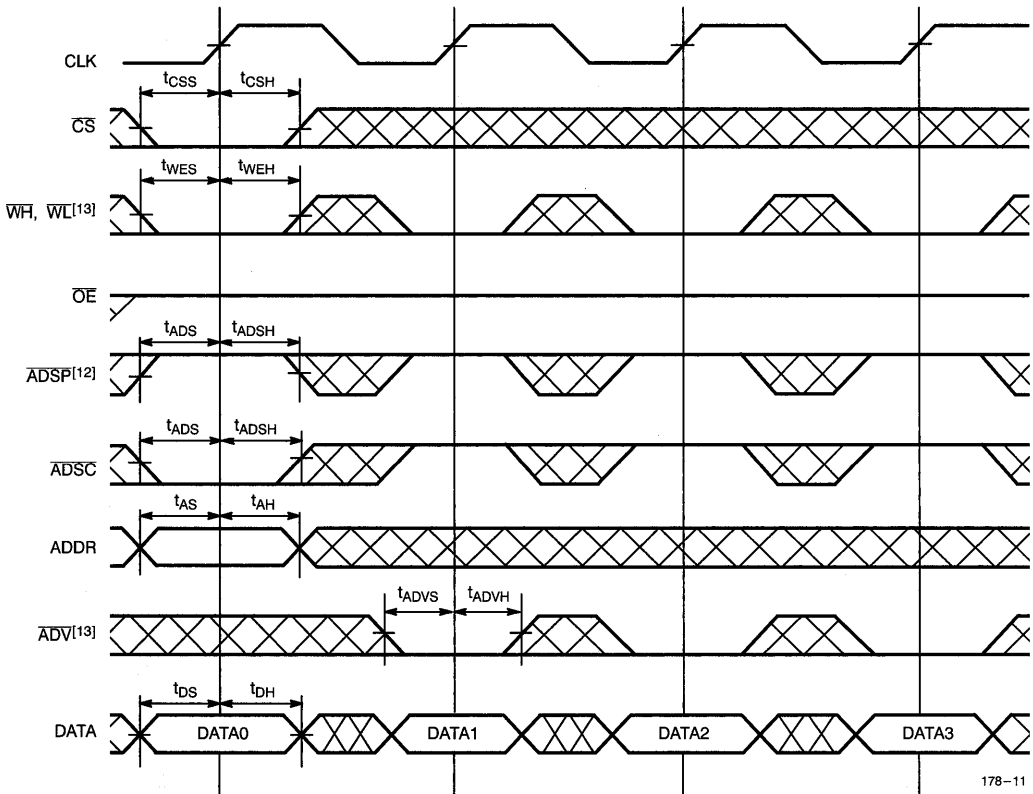 CLK
tCSS tCSH
CS
tWES tWEH
WH, WL[13]
OE
tADS tADSH
ADSP[12]
tADS tADSH
ADSC
tAS tAH
ADDR
tADVS tADVH
ADV[13]
tDS tDH
DATA DATA0 DATA1 DATA2 DATA3
178–11